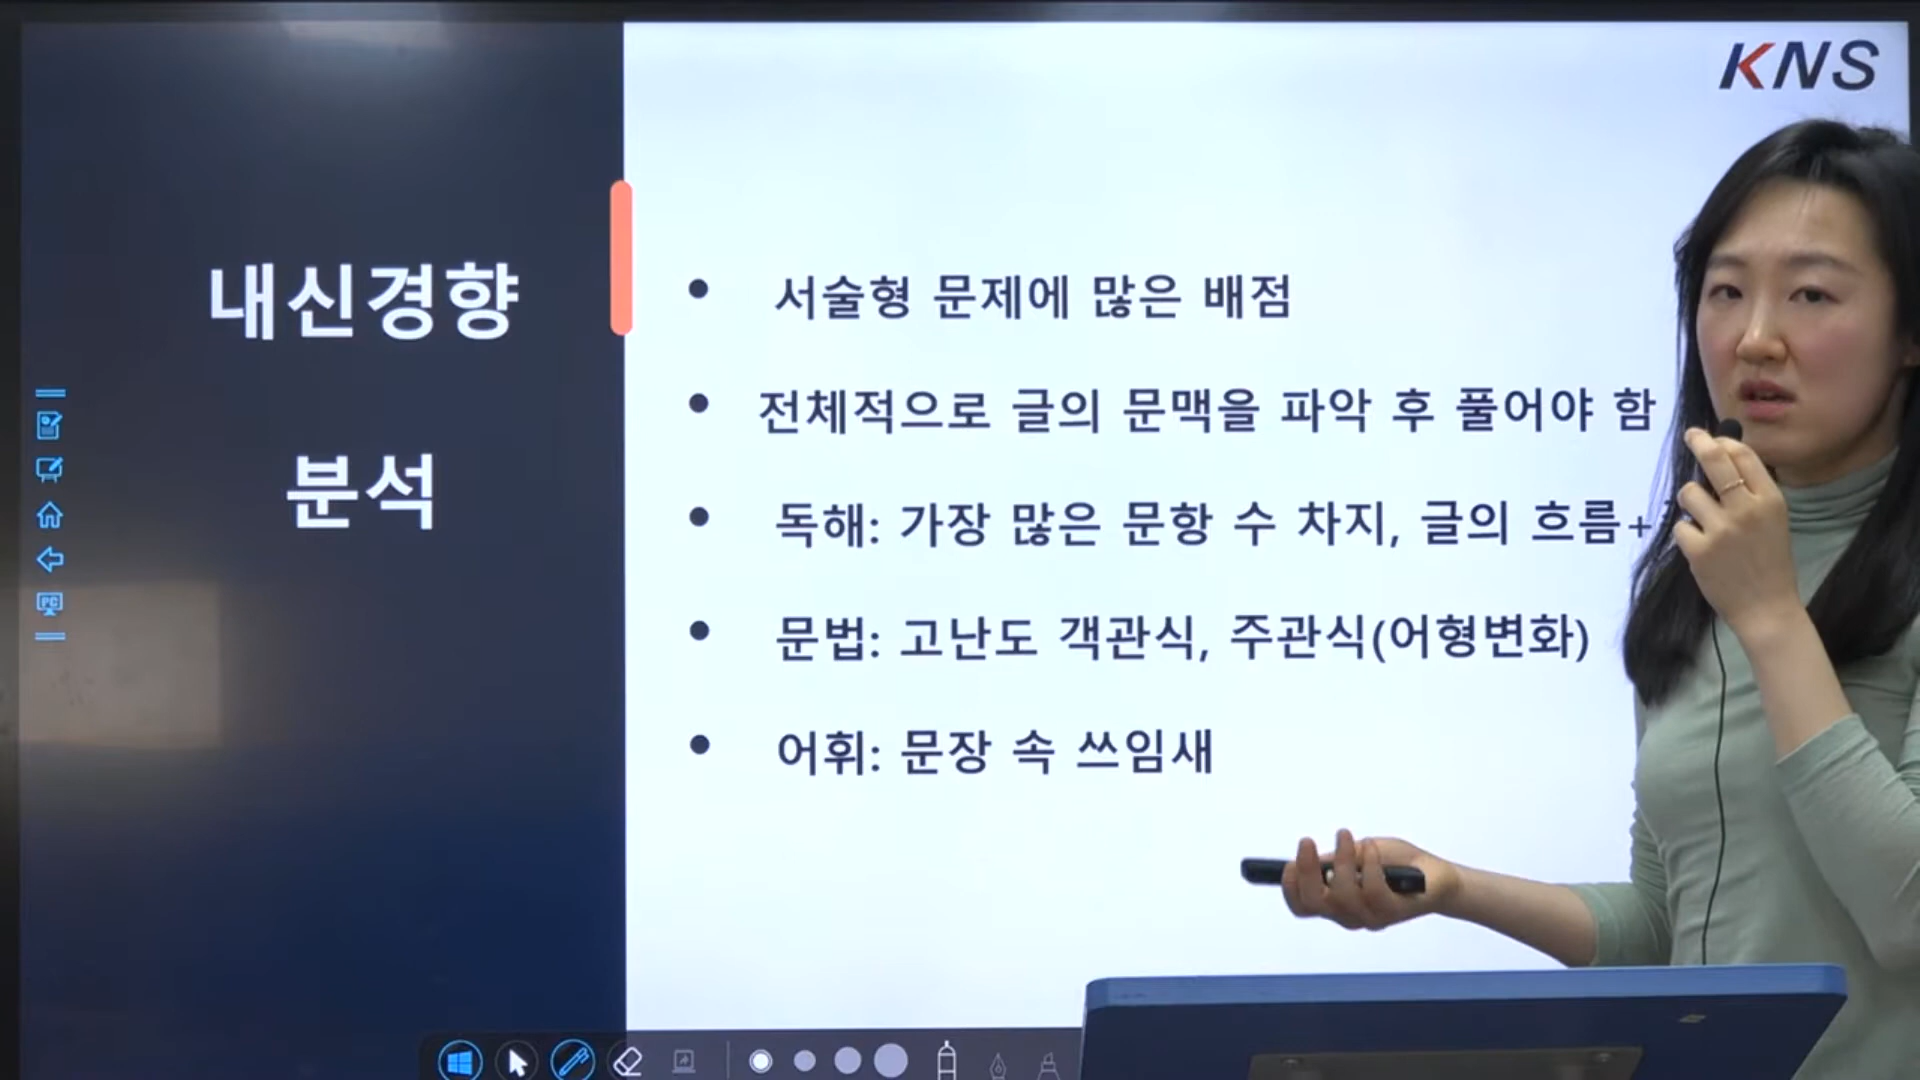 KNS
내신경향
분석
• 서술형 문제에 많은 배점
• 전체적으로 글의 문맥을 파악 후 풀어야 함
• 독해: 가장 많은 문항 수 차지, 글의 흐름+
• 문법: 고난도 객관식, 주관식(어형변화)
• 어휘: 문장 속 쓰임새
PC